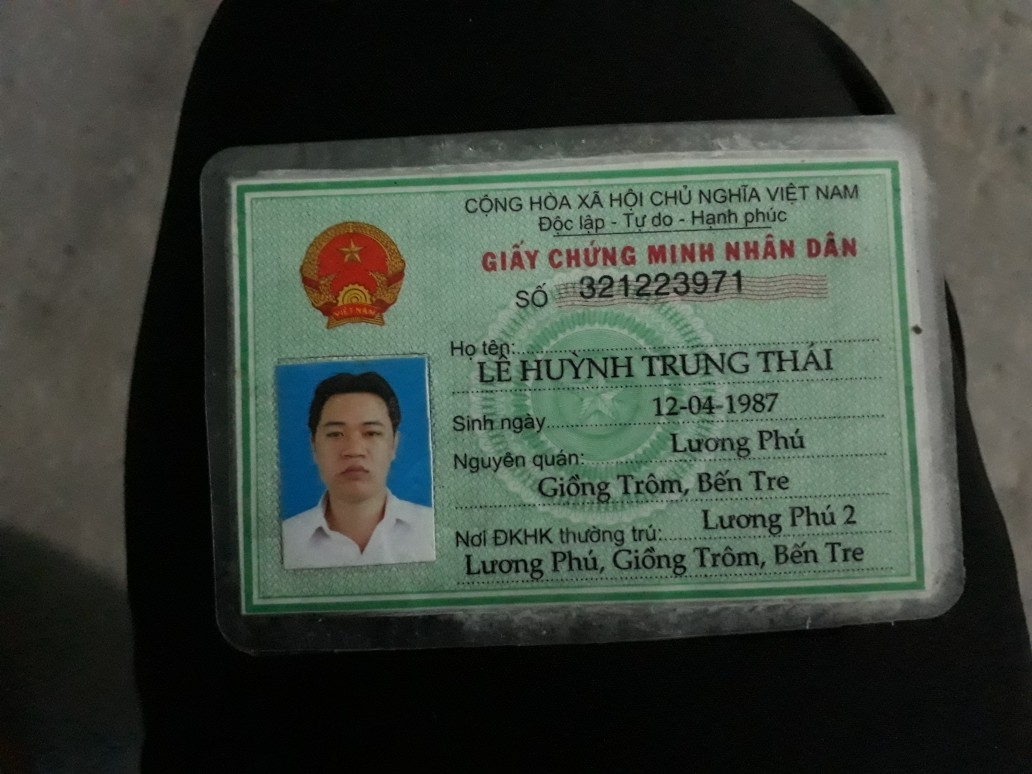 CỘNG HÒA XÃ HỘI CHỦ NGHĨA VIỆT NAM
Độc lập - Tự do - Hạnh phúc
GIẤY CHỨNG MINH NHÂN DÂN
SỐ 321223971
VIỆT NAM
Họ tên:
LÊ HUỲNH TRUNG THÁI
Sinh ngày 12-04-1987
Nguyên quán: Lương Phú
Giồng Trôm, Bến Tre
Nơi ĐKHK thường trú: Lương Phú 2
Lương Phú, Giồng Trôm, Bến Tre